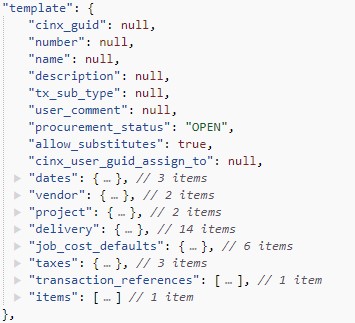 "template": {
"cinx_guid": null,
"number": null,
"name": null,
"description": null,
"tx_sub_type": null,
"user_comment": null,
"procurement_status": "OPEN",
"allow_substitutes": true,
"cinx_user_guid_assign_to": null,
"dates": { … }, // 3 items
"vendor": { … }, // 2 items
"project": { … }, // 2 items
"delivery": { … }, // 14 items
"job_cost_defaults": { … }, // 6 items
"taxes": { … }, // 3 items
"transaction_references": [ … ], // 1 item
"items": [ … ] // 1 item
},